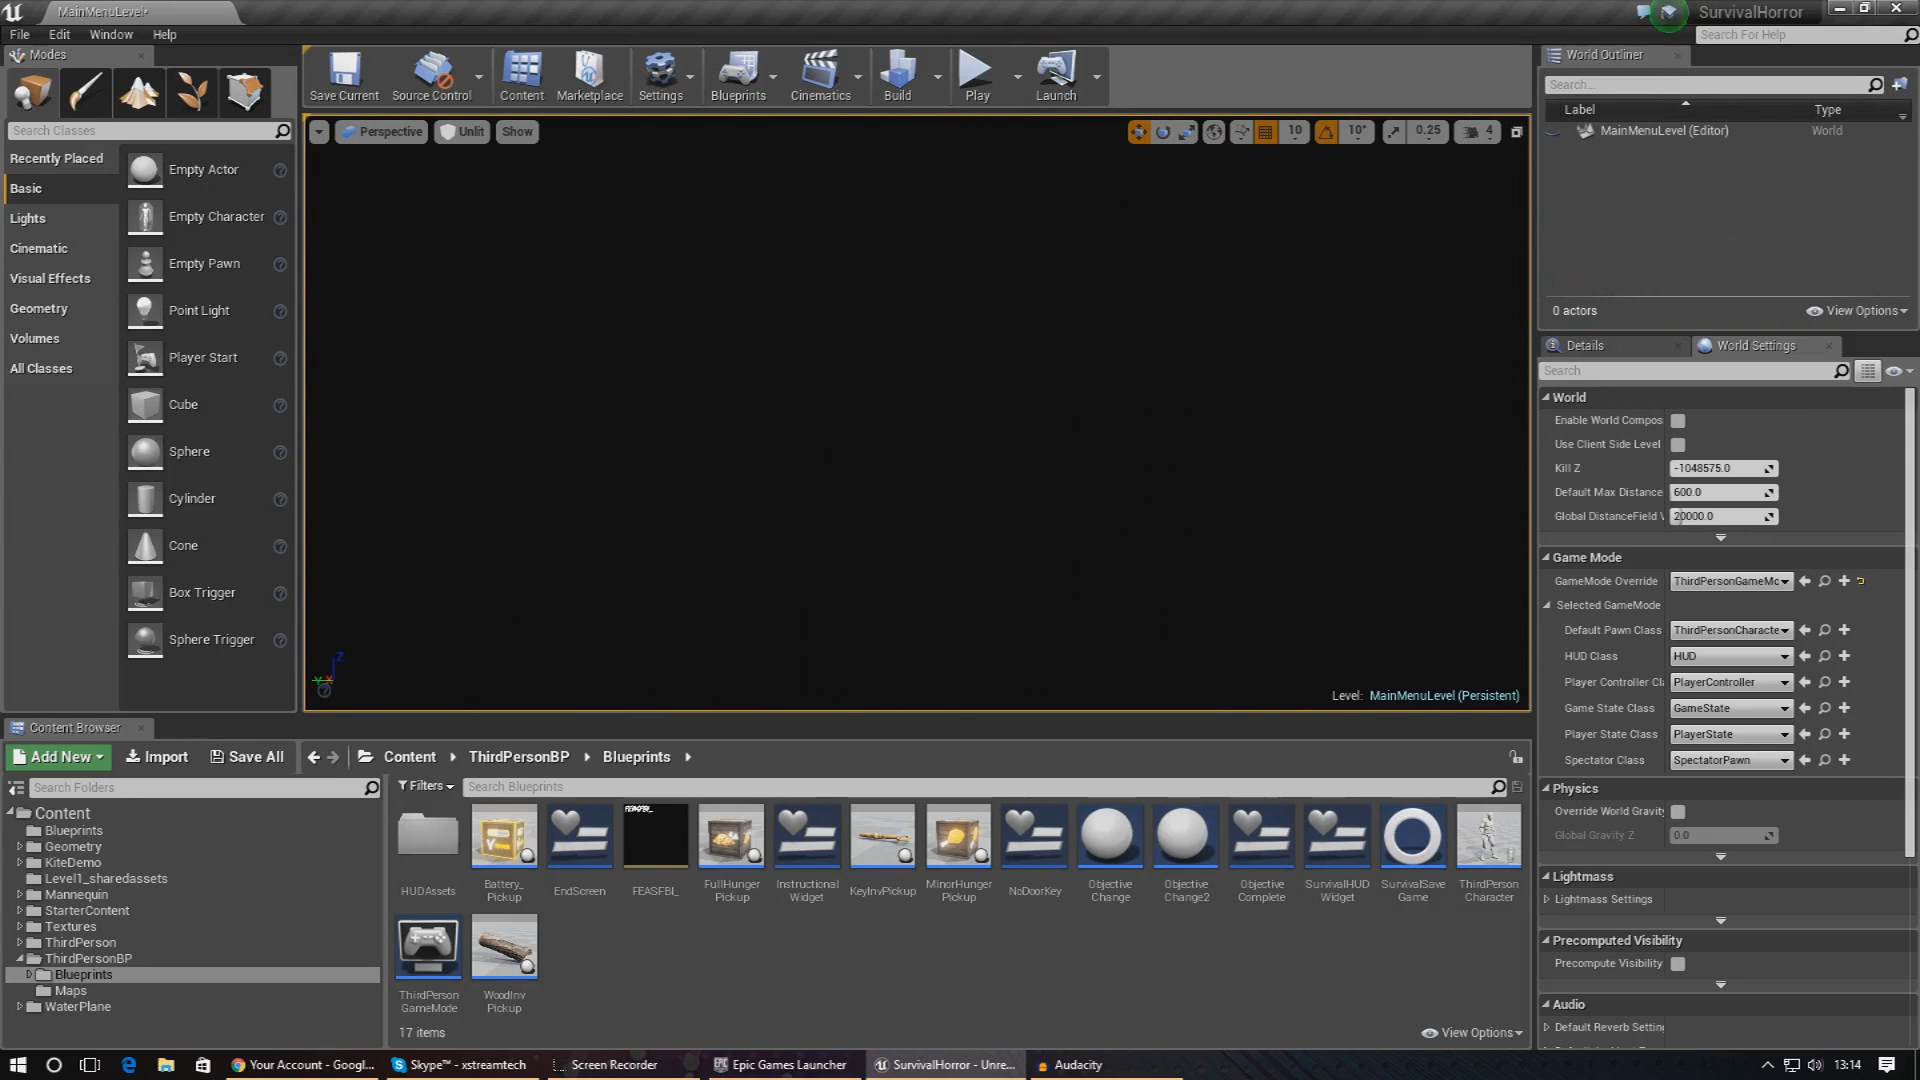 MainMenuLevel*
SurvivalHorror
File Edit Window Help
Search For Help
Modes
Search Classes
Recently Placed
Basic
Lights
Cinematic
Visual Effects
Geometry
Volumes
All Classes
Empty Actor
Empty Character
Empty Pawn
Point Light
Player Start
Cube
Sphere
Cylinder
Cone
Box Trigger
Sphere Trigger
Save Current
Source Control
Content
Marketplace
Settings
Blueprints
Cinematics
Build
Play
Launch
Perspective Unlit Show
10 10° 0.25 4
Z
Level: MainMenuLevel (Persistent)
World Outliner
Search...
Label Type
MainMenuLevel (Editor) World
0 actors View Options
Details World Settings
Search
World
Enable World Compos
Use Client Side Level
Kill Z -1048575.0
Default Max Distance 600.0
Global DistanceField V 20000.0
Game Mode
GameMode Override ThirdPersonGameMo
Selected GameMode
Default Pawn Class ThirdPersonCharacte
HUD Class HUD
Player Controller Cla PlayerController
Game State Class GameState
Player State Class PlayerState
Spectator Class SpectatorPawn
Physics
Override World Gravity
Global Gravity Z 0.0
Lightmass
Lightmass Settings
Precomputed Visibility
Precompute Visibility
Audio
Default Reverb Setting
Content Browser
Add New Import Save All Content ThirdPersonBP Blueprints
Search Folders
Filters Search Blueprints
Content
Blueprints
Geometry
KiteDemo
Level1_sharedassets
Mannequin
StarterContent
Textures
ThirdPerson
ThirdPersonBP
Blueprints
Maps
WaterPlane
HUDAssets
Battery_
Pickup
EndScreen
FEASFBI_
FullHunger
Pickup
Instructional
Widget
KeyInvPickup
MinorHunger
Pickup
NoDoorKey
Objective
Change
Objective
Change2
Objective
Complete
SurvivalHUD
Widget
SurvivalSave
Game
ThirdPerson
Character
ThirdPerson
GameMode
WoodInv
Pickup
17 items View Options
Your Account - Googl...
Skype™ - xstreamtech
Screen Recorder
Epic Games Launcher
SurvivalHorror - Unre...
Audacity
13:14